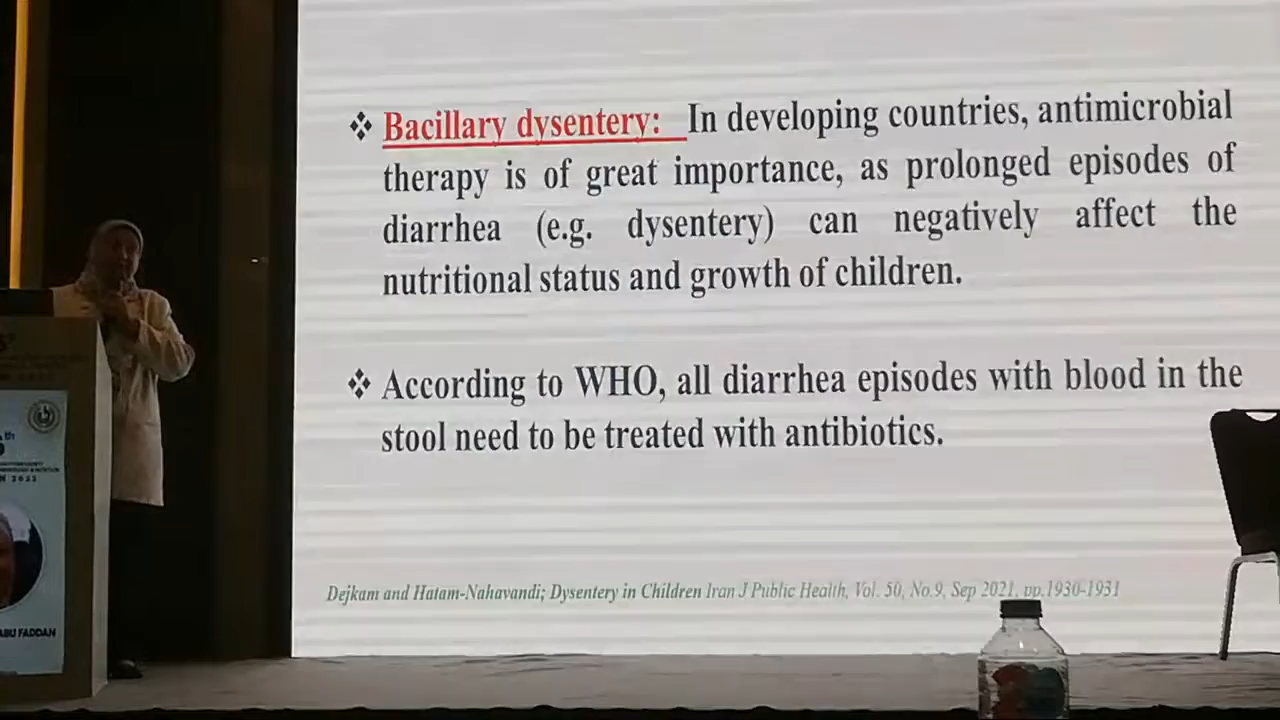 ❖ Bacillary dysentery: In developing countries, antimicrobial
therapy is of great importance, as prolonged episodes of
diarrhea (e.g. dysentery) can negatively affect the
nutritional status and growth of children.
❖ According to WHO, all diarrhea episodes with blood in the
stool need to be treated with antibiotics.
Dejkam and Hatam-Nahavandi; Dysentery in Children Iran J Public Health, Vol. 50, No.9, Sep 2021, pp.1930-1931
th
ABU FADDAN